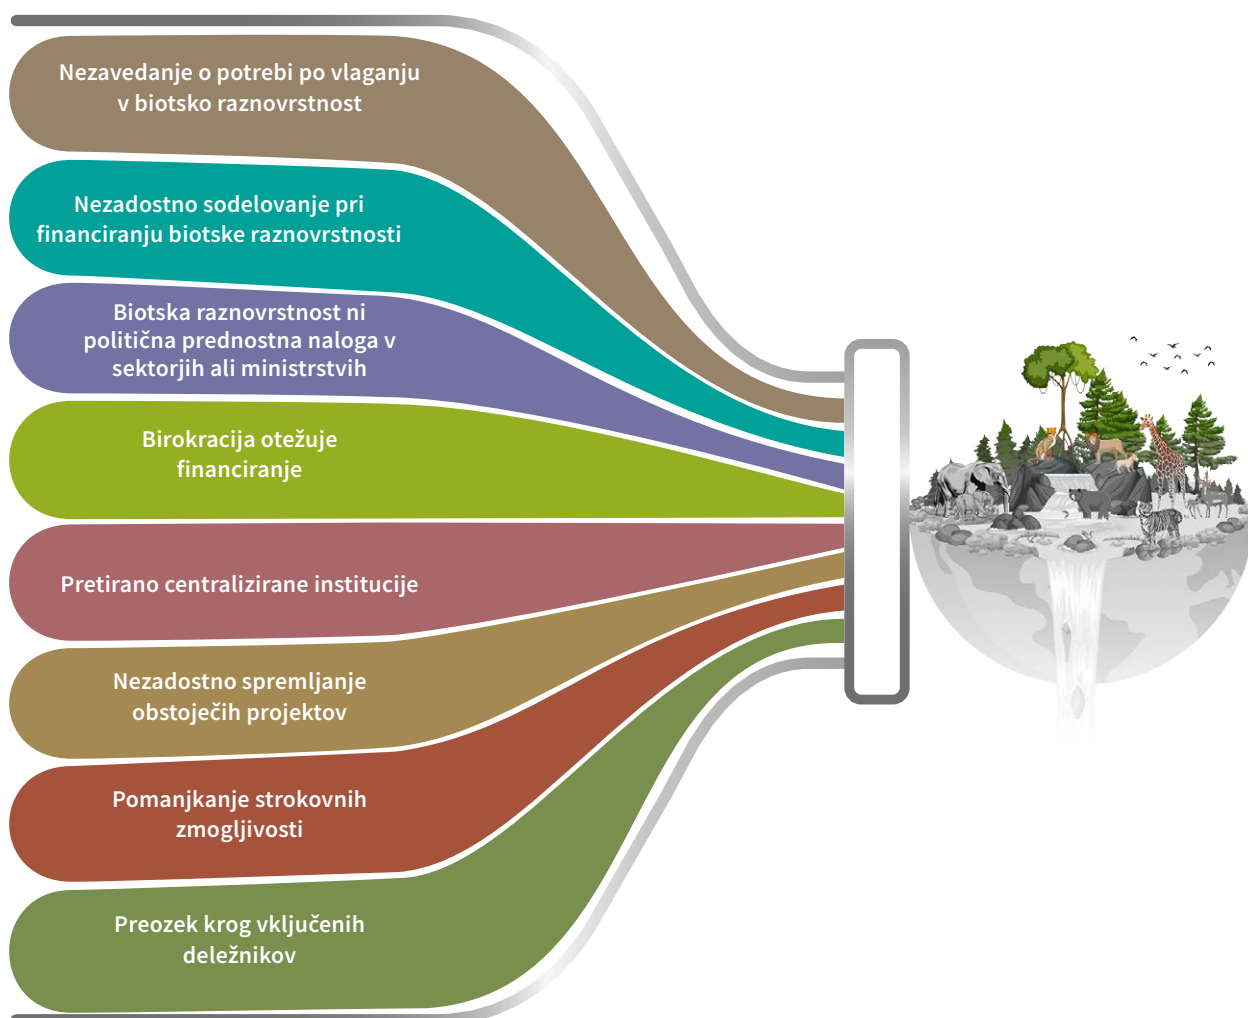 Nezavedanje o potrebi po vlaganju
v biotsko raznovrstnost
Nezadostno sodelovanje pri
financiranju biotske raznovrstnosti
Biotska raznovrstnost ni
politična prednostna naloga v
sektorjih ali ministrstvih
Birokracija otežuje
financiranje
Pretirano centralizirane institucije
Nezadostno spremljanje
obstoječih projektov
Pomanjkanje strokovnih
zmogljivosti
Preozek krog vključenih
deležnikov